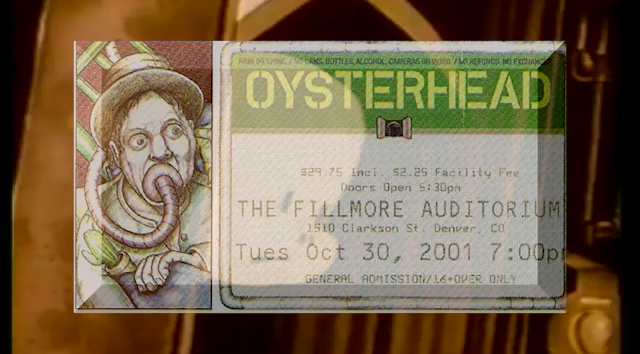 RAIN OR SHINE / NO CANS, BOTTLES, ALCOHOL, CAMERAS OR VIDEO / NO REFUNDS, NO EXCHANGE
OYSTERHEAD
$29.75 Incl. $2.25 Facility Fee
Doors Open 5:30pm
THE FILLMORE AUDITORIUM
1510 Clarkson St. Denver, CO
Tues Oct 30, 2001 7:00pm
GENERAL ADMISSION/16+OVER ONLY